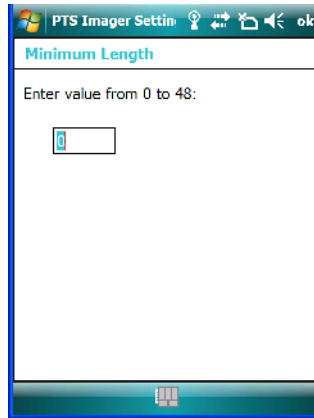 PTS Imager Settin ok
Minimum Length
Enter value from 0 to 48:
0